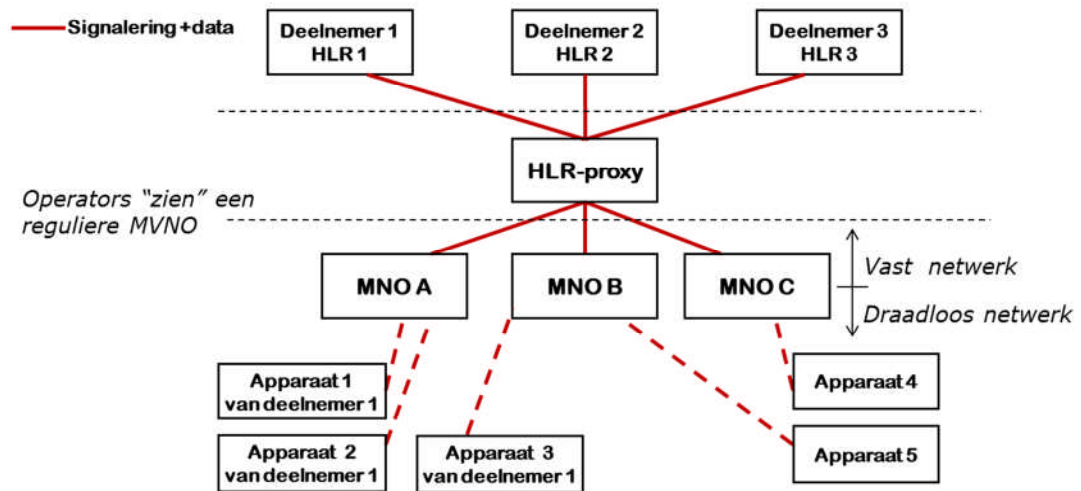 Signalering +data
Deelnemer 1
HLR 1
Deelnemer 2
HLR 2
Deelnemer 3
HLR 3
HLR-proxy
Operators “zien” een
reguliere MVNO
MNO A
MNO B
MNO C
Vast netwerk
Draadloos netwerk
Apparaat 1
van deelnemer 1
Apparaat 2
van deelnemer 1
Apparaat 3
van deelnemer 1
Apparaat 4
Apparaat 5